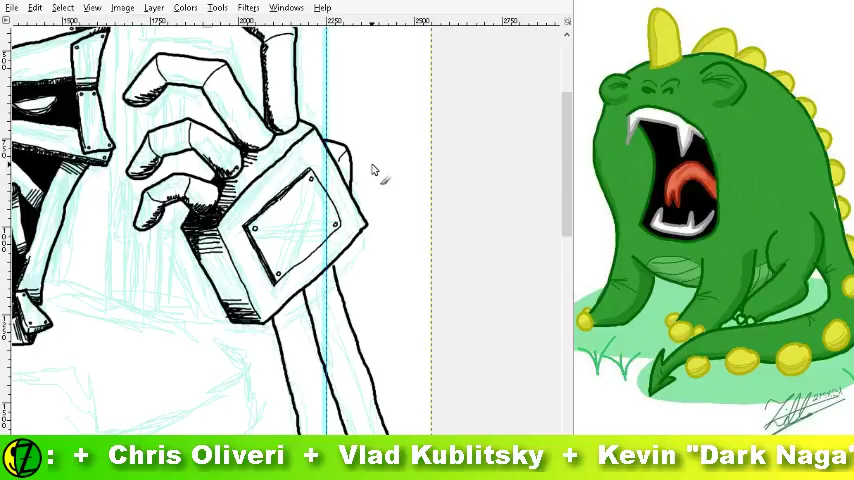 File Edit Select View Image Layer Colors Tools Filters Windows Help
1500 1750 2000 2250 2500 2750
: + Chris Oliveri + Vlad Kublitsky + Kevin "Dark Naga"